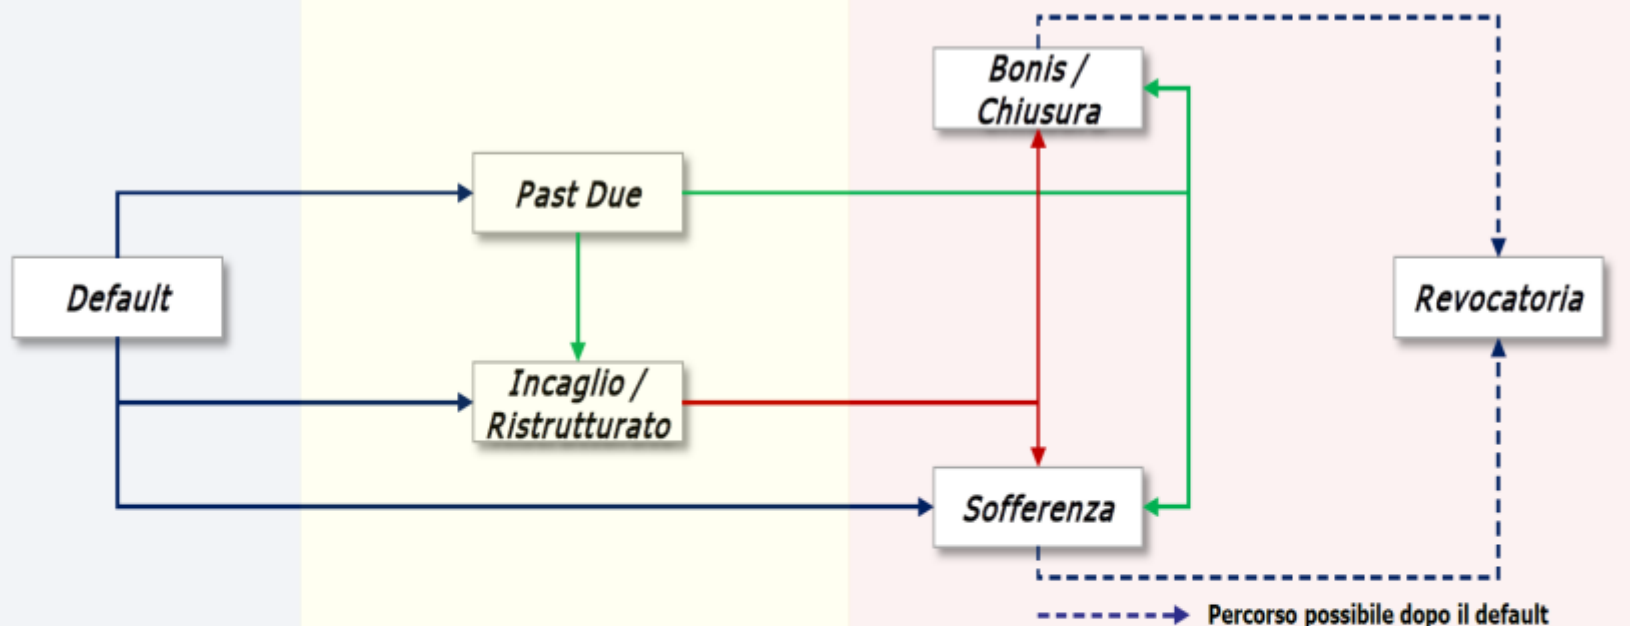 Bonis /
Chiusura
Past Due
Default
Revocatoria
Incaglio /
Ristrutturato
Sofferenza
Percorso possibile dopo il default